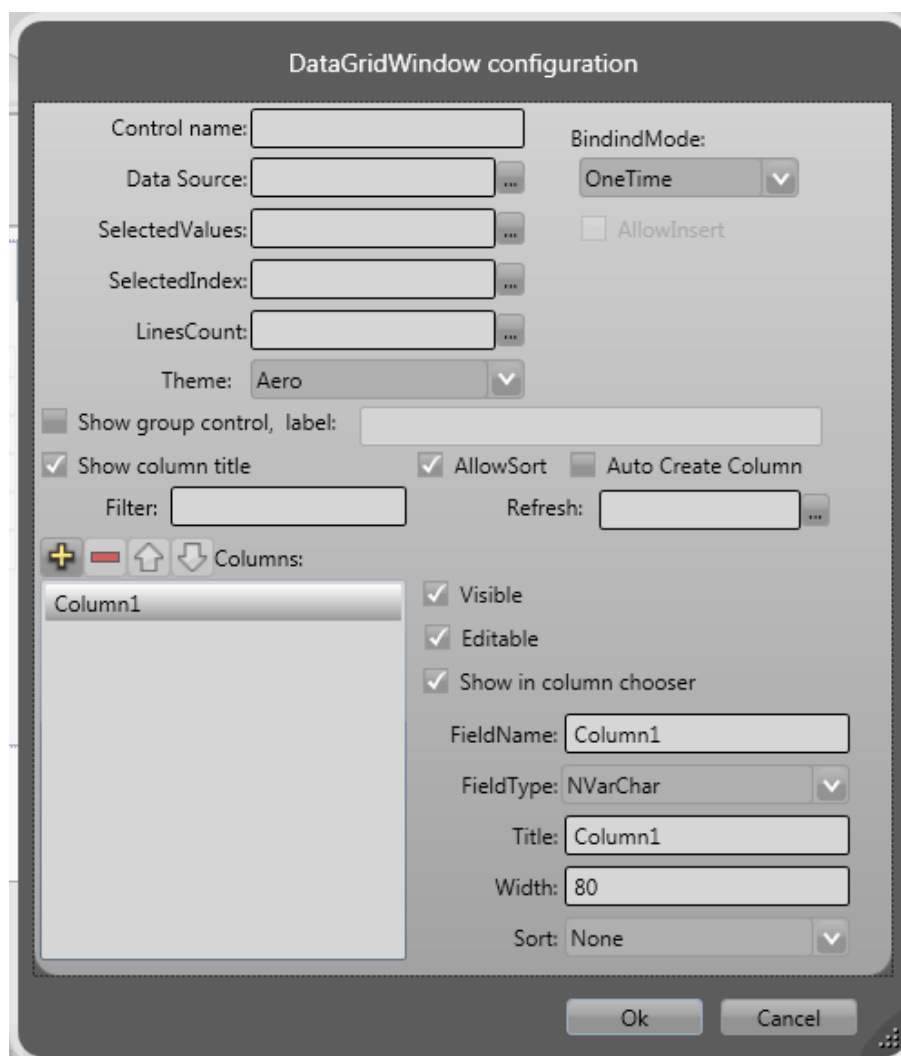 DataGridWindow configuration
Control name:
BindindMode:
Data Source: ...
OneTime
SelectedValues: ...
AllowInsert
SelectedIndex: ...
LinesCount: ...
Theme: Aero
Show group control, label:
Show column title AllowSort Auto Create Column
Filter: Refresh: ...
Columns:
Column1
Visible
Editable
Show in column chooser
FieldName: Column1
FieldType: NVarChar
Title: Column1
Width: 80
Sort: None
Ok Cancel